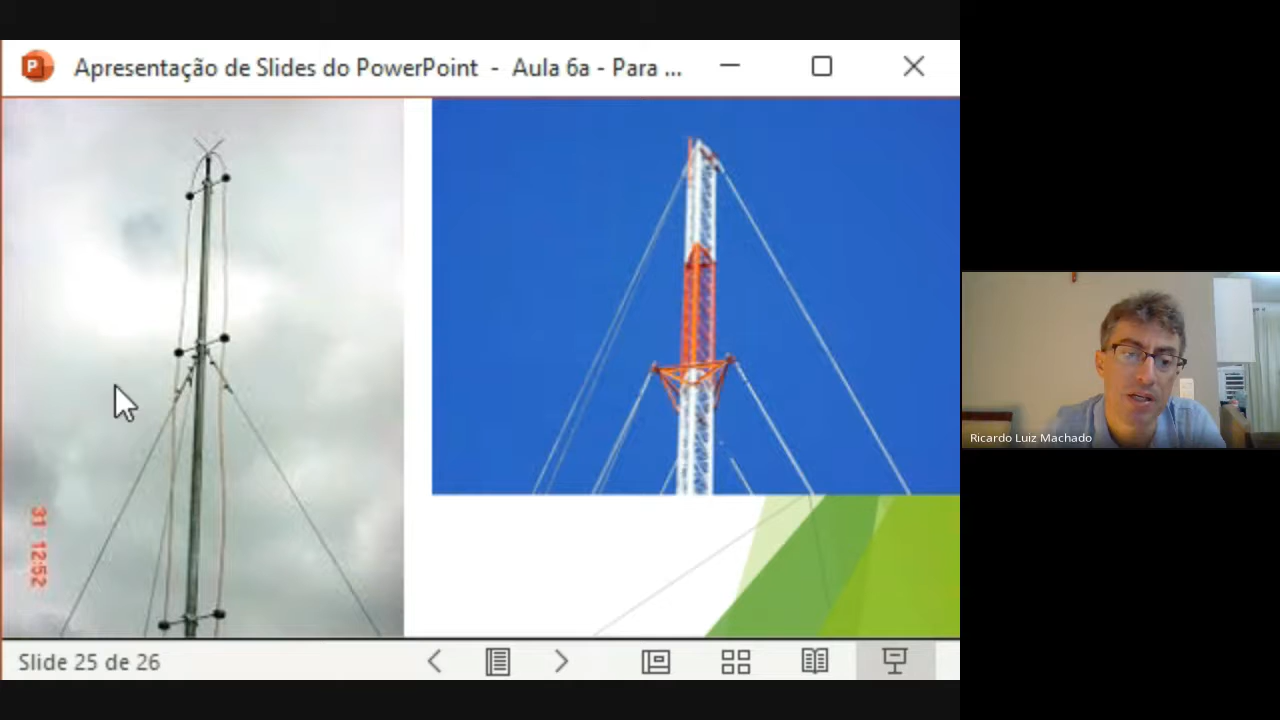 Apresentação de Slides do PowerPoint - Aula 6a - Para ...
31 12:52
Ricardo Luiz Machado
Slide 25 de 26